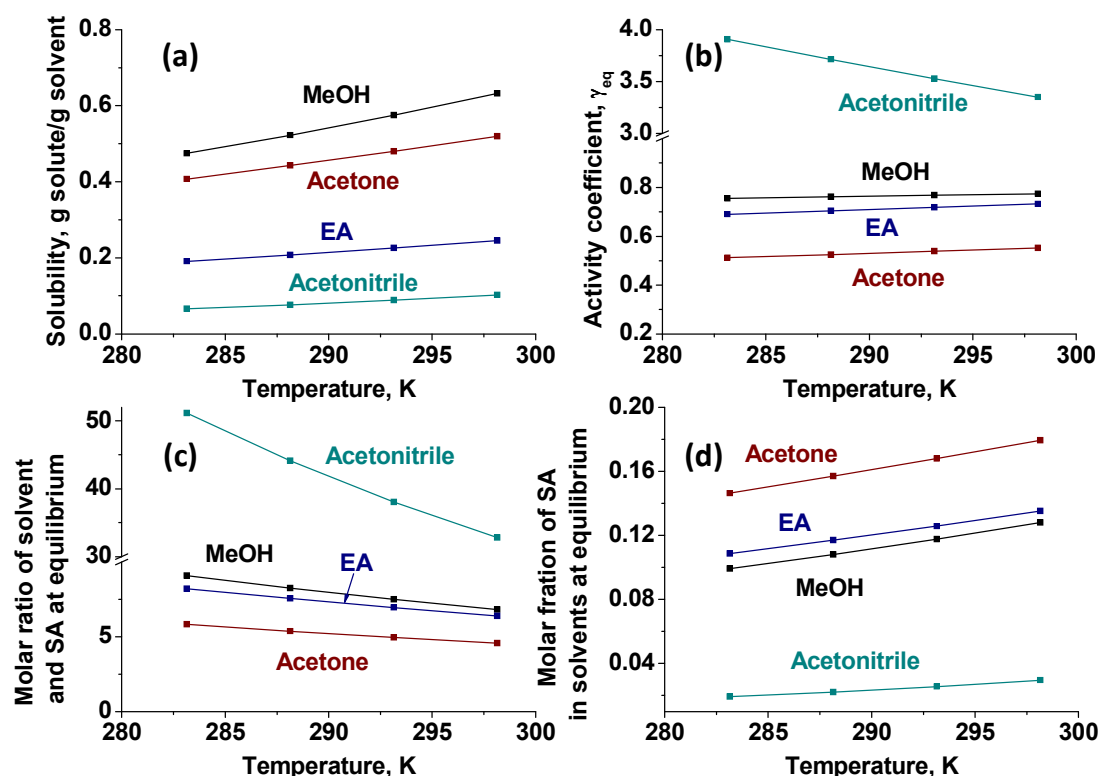 (a)
Solubility, g solute/g solvent
0.8
0.6
0.4
0.2
0.0
MeOH
Acetone
EA
Acetonitrile
280 285 290 295 300
Temperature, K
(b)
Activity coefficient, γeq
4.0
3.5
3.0
0.8
0.6
0.4
0.2
Acetonitrile
MeOH
EA
Acetone
280 285 290 295 300
Temperature, K
(c)
Molar ratio of solvent
and SA at equilibrium
50
40
30
5
0
Acetonitrile
MeOH
EA
Acetone
280 285 290 295 300
Temperature, K
(d)
Molar fration of SA
in solvents at equilibrium
0.20
0.16
0.12
0.08
0.04
Acetone
EA
MeOH
Acetonitrile
280 285 290 295 300
Temperature, K